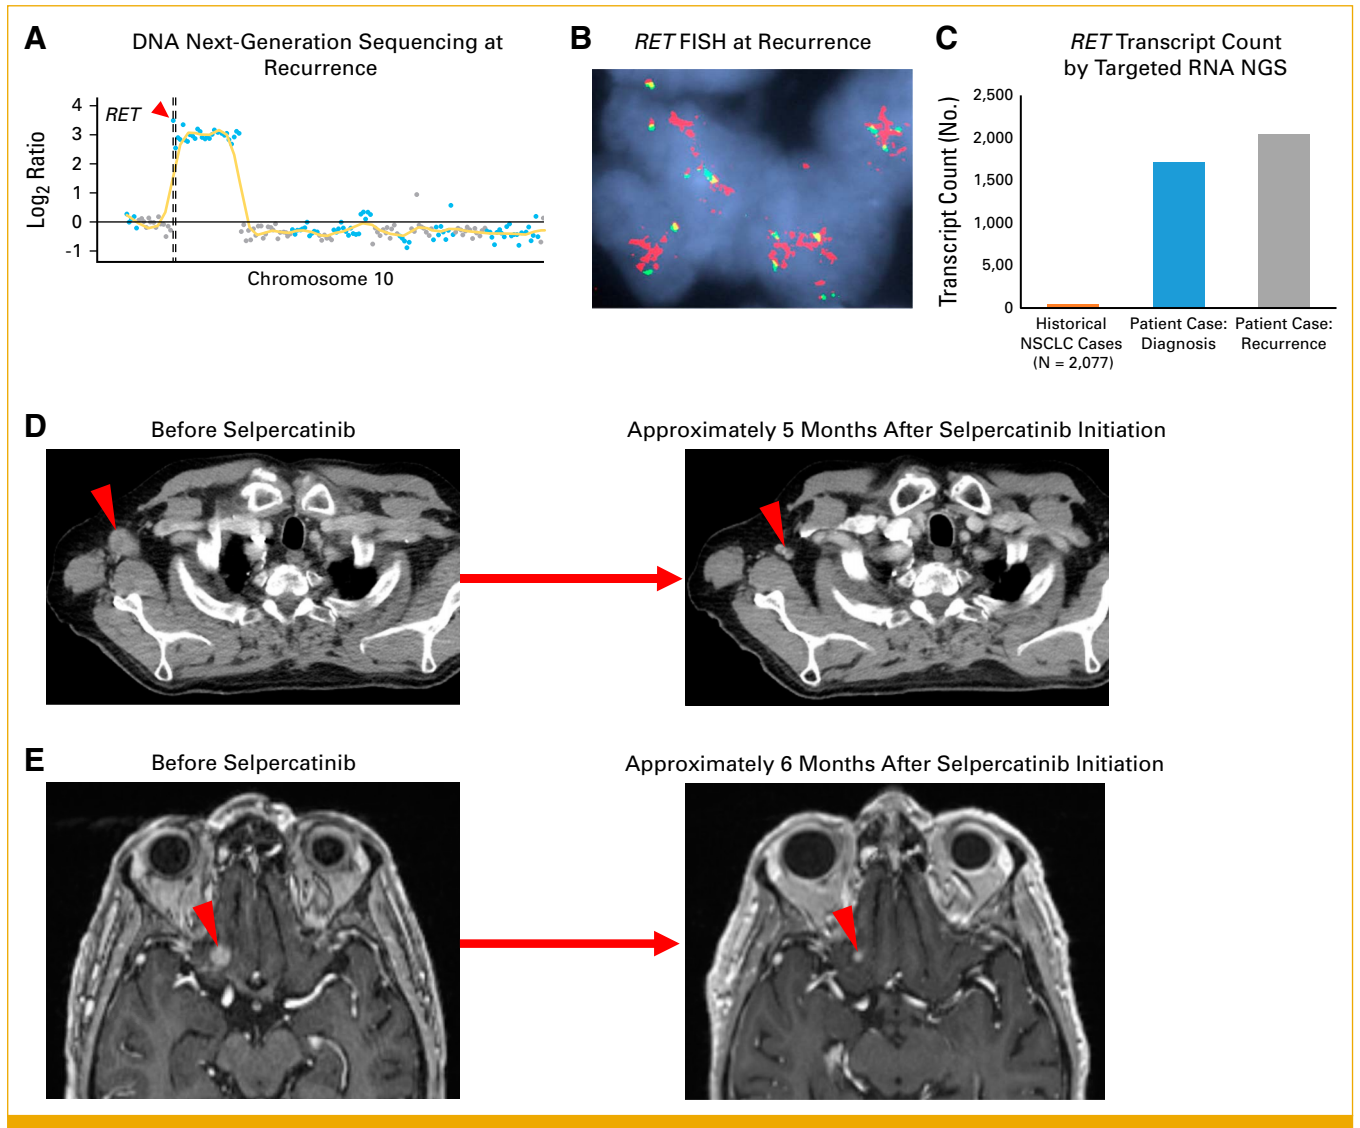 A
DNA Next-Generation Sequencing at
Recurrence
RET
Log2 Ratio
4
3
2
1
0
-1
Chromosome 10
B
RET FISH at Recurrence
C
RET Transcript Count
by Targeted RNA NGS
Transcript Count (No.)
2,500
2,000
1,500
1,000
5,00
0
Historical
NSCLC Cases
(N = 2,077)
Patient Case:
Diagnosis
Patient Case:
Recurrence
D
Before Selpercatinib
Approximately 5 Months After Selpercatinib Initiation
E
Before Selpercatinib
Approximately 6 Months After Selpercatinib Initiation